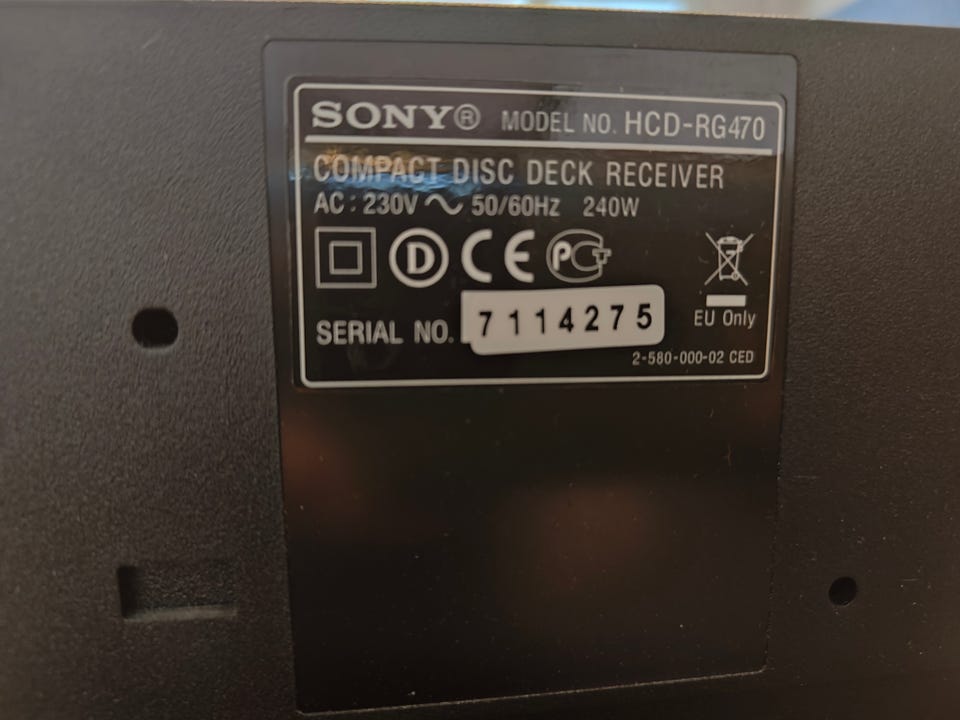 SONY® MODEL NO. HCD-RG470
COMPACT DISC DECK RECEIVER
AC: 230V ~ 50/60Hz 240W
D CE PCT
SERIAL NO. 7114275
EU Only
2-580-000-02 CED